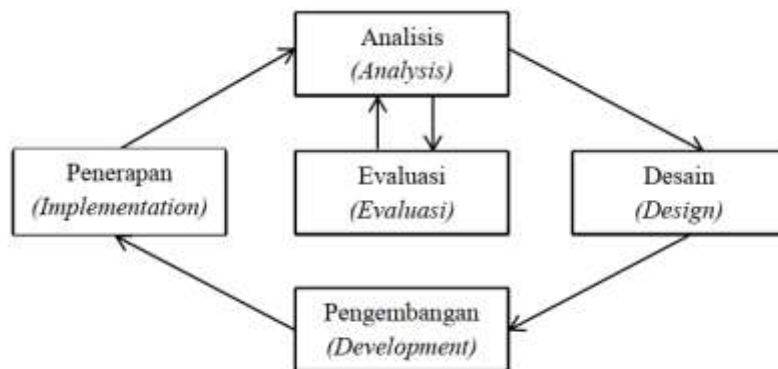 Analisis
(Analysis)
Penerapan
(Implementation)
Evaluasi
(Evaluasi)
Desain
(Design)
Pengembangan
(Development)